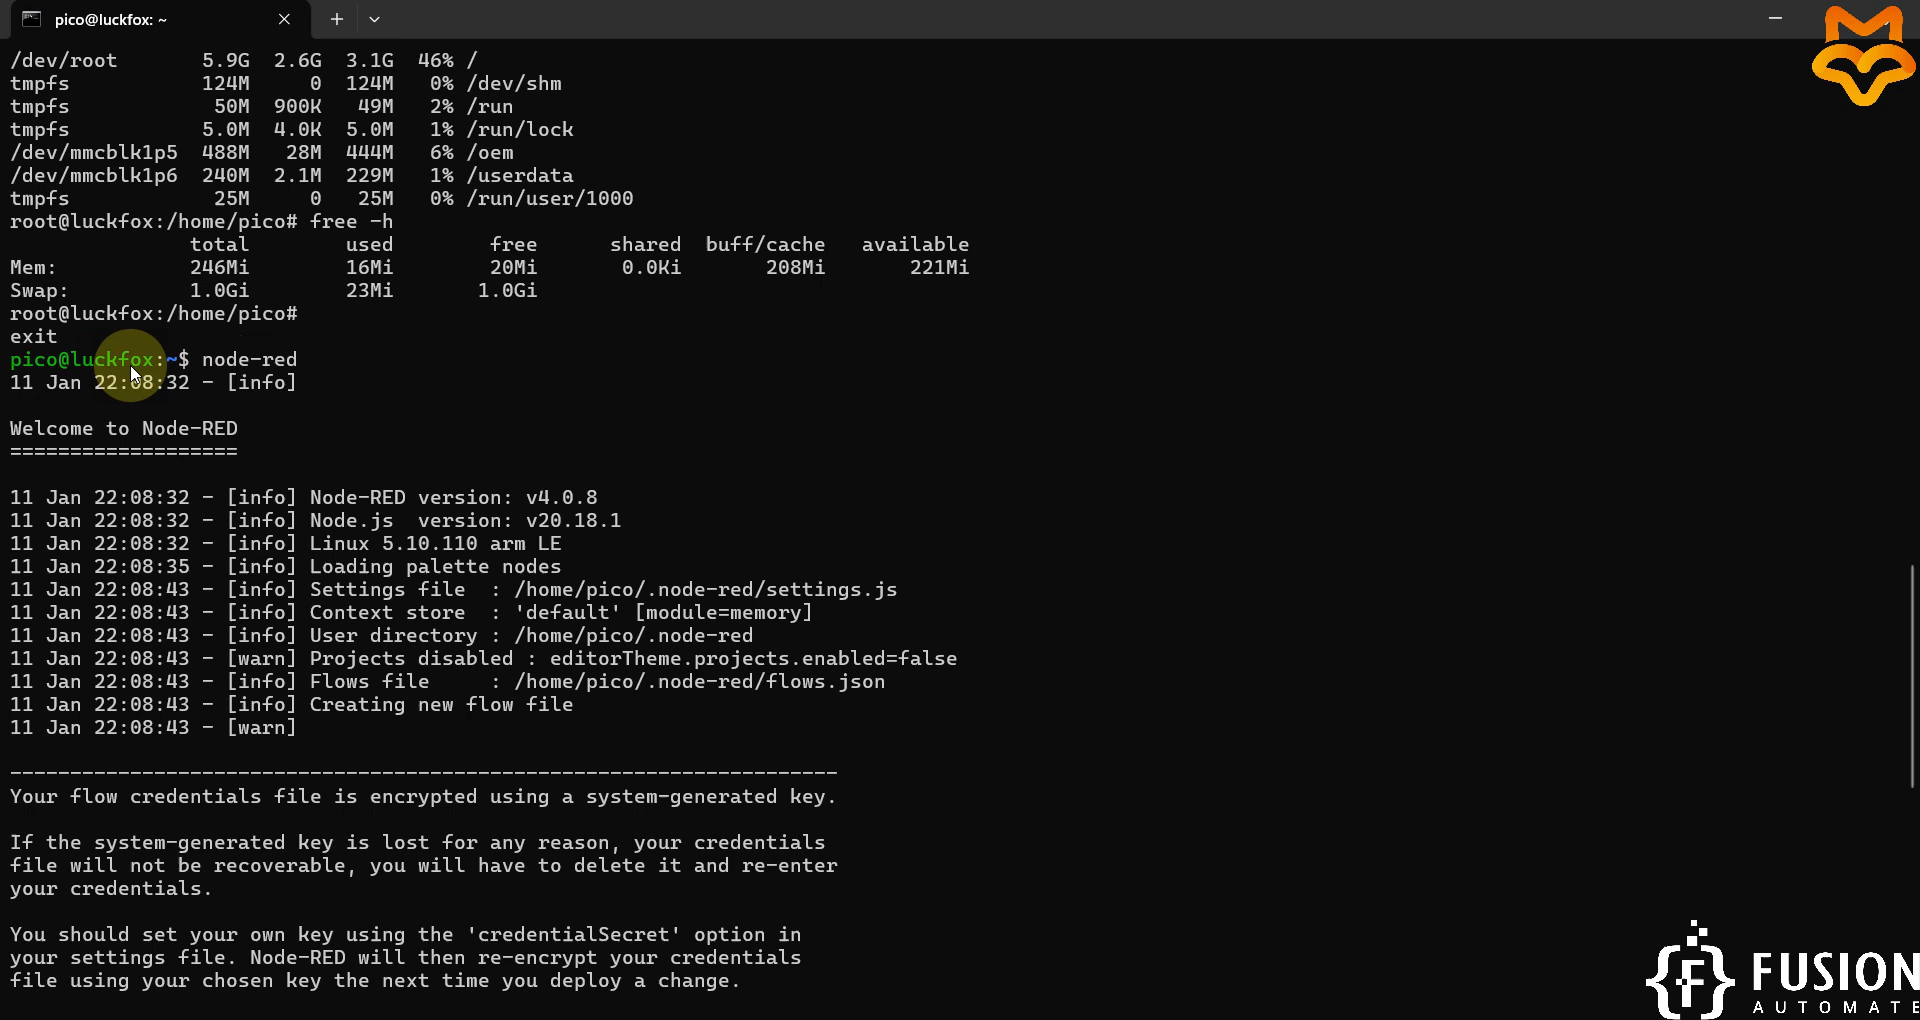 pico@luckfox: ~
/dev/root       5.9G  2.6G  3.1G  46% /
tmpfs           124M     0  124M   0% /dev/shm
tmpfs            50M  900K   49M   2% /run
tmpfs           5.0M  4.0K  5.0M   1% /run/lock
/dev/mmcblk1p5  488M   28M  444M   6% /oem
/dev/mmcblk1p6  240M  2.1M  229M   1% /userdata
tmpfs            25M     0   25M   0% /run/user/1000
root@luckfox:/home/pico# free -h
               total        used        free      shared  buff/cache   available
Mem:           246Mi        16Mi        20Mi       0.0Ki       208Mi       221Mi
Swap:          1.0Gi        23Mi       1.0Gi
root@luckfox:/home/pico#
exit
pico@luckfox:~$ node-red
11 Jan 22:08:32 - [info]
Welcome to Node-RED
===================
11 Jan 22:08:32 - [info] Node-RED version: v4.0.8
11 Jan 22:08:32 - [info] Node.js  version: v20.18.1
11 Jan 22:08:32 - [info] Linux 5.10.110 arm LE
11 Jan 22:08:35 - [info] Loading palette nodes
11 Jan 22:08:43 - [info] Settings file  : /home/pico/.node-red/settings.js
11 Jan 22:08:43 - [info] Context store  : 'default' [module=memory]
11 Jan 22:08:43 - [info] User directory : /home/pico/.node-red
11 Jan 22:08:43 - [warn] Projects disabled : editorTheme.projects.enabled=false
11 Jan 22:08:43 - [info] Flows file     : /home/pico/.node-red/flows.json
11 Jan 22:08:43 - [info] Creating new flow file
11 Jan 22:08:43 - [warn]
---------------------------------------------------------------------
Your flow credentials file is encrypted using a system-generated key.
If the system-generated key is lost for any reason, your credentials
file will not be recoverable, you will have to delete it and re-enter
your credentials.
You should set your own key using the 'credentialSecret' option in
your settings file. Node-RED will then re-encrypt your credentials
file using your chosen key the next time you deploy a change.
{F} FUSION
AUTOMATE